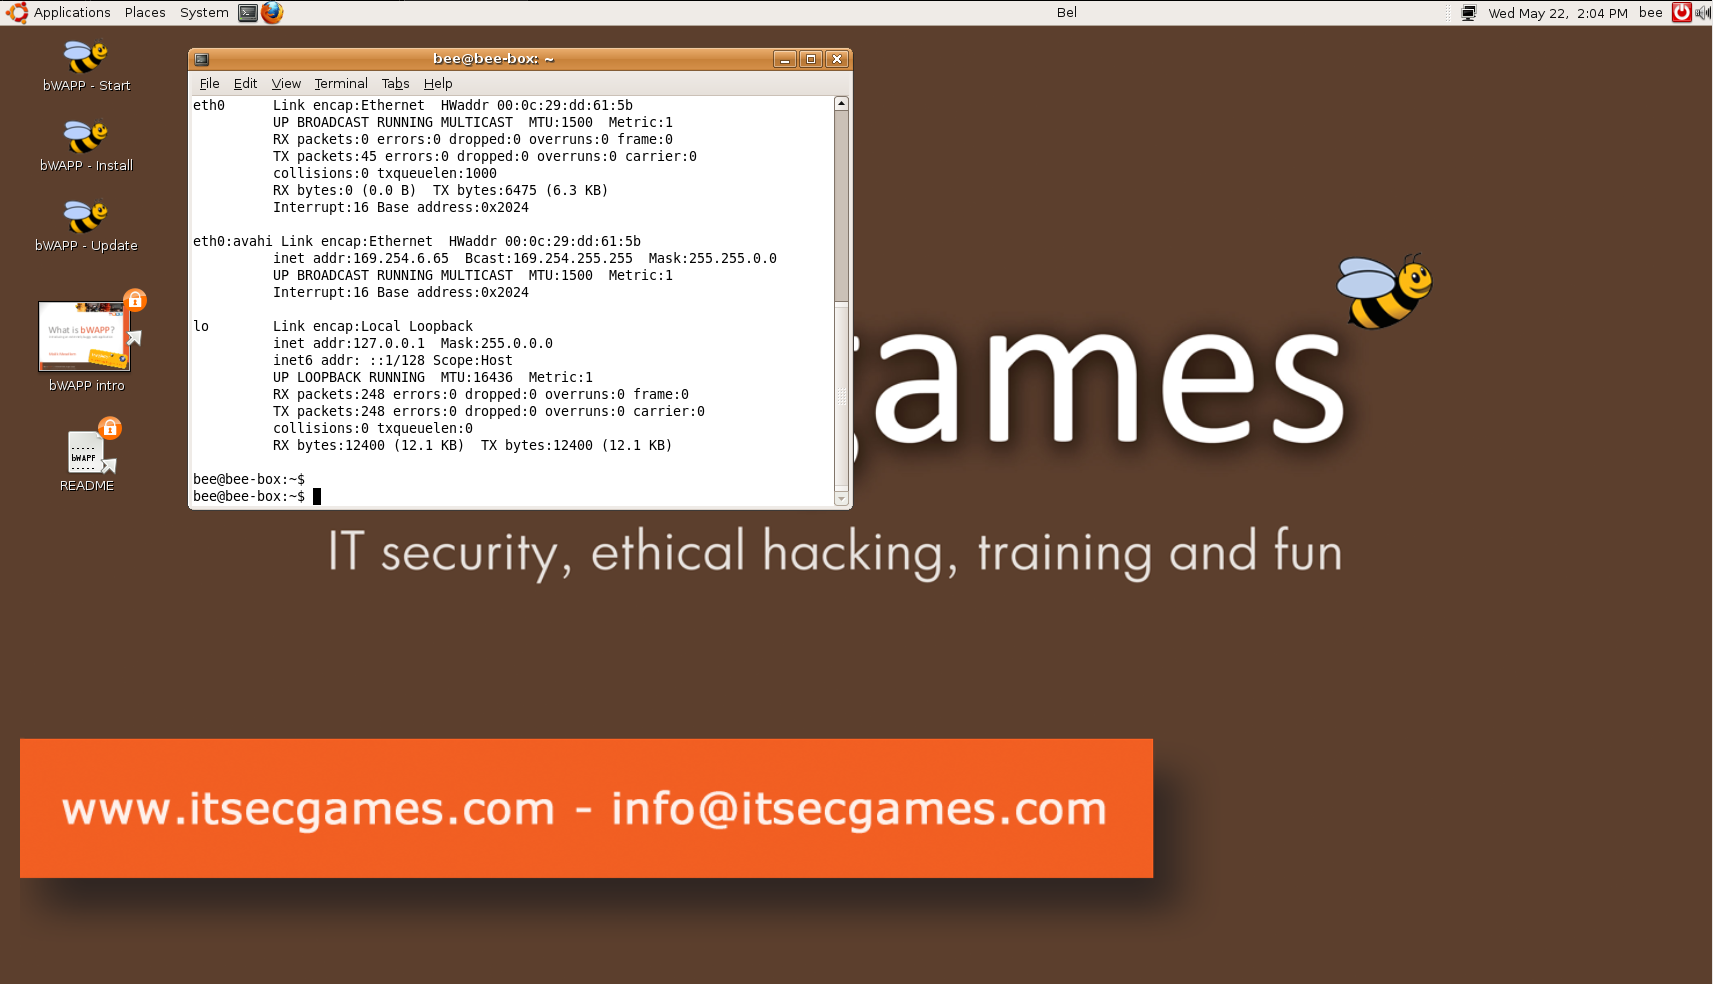 Applications Places System Bel Wed May 22, 2:04 PM bee
bWAPP - Start
bWAPP - Install
bWAPP - Update
What is bWAPP?
bWAPP intro
bWAPP
README
bee@bee-box: ~
File Edit View Terminal Tabs Help
eth0 Link encap:Ethernet HWaddr 00:0c:29:dd:61:5b
UP BROADCAST RUNNING MULTICAST MTU:1500 Metric:1
RX packets:0 errors:0 dropped:0 overruns:0 frame:0
TX packets:45 errors:0 dropped:0 overruns:0 carrier:0
collisions:0 txqueuelen:1000
RX bytes:0 (0.0 B) TX bytes:6475 (6.3 KB)
Interrupt:16 Base address:0x2024
eth0:avahi Link encap:Ethernet HWaddr 00:0c:29:dd:61:5b
inet addr:169.254.6.65 Bcast:169.254.255.255 Mask:255.255.0.0
UP BROADCAST RUNNING MULTICAST MTU:1500 Metric:1
Interrupt:16 Base address:0x2024
lo Link encap:Local Loopback
inet addr:127.0.0.1 Mask:255.0.0.0
inet6 addr: ::1/128 Scope:Host
UP LOOPBACK RUNNING MTU:16436 Metric:1
RX packets:248 errors:0 dropped:0 overruns:0 frame:0
TX packets:248 errors:0 dropped:0 overruns:0 carrier:0
collisions:0 txqueuelen:0
RX bytes:12400 (12.1 KB) TX bytes:12400 (12.1 KB)
bee@bee-box:~$
bee@bee-box:~$
games
IT security, ethical hacking, training and fun
www.itsecgames.com - info@itsecgames.com